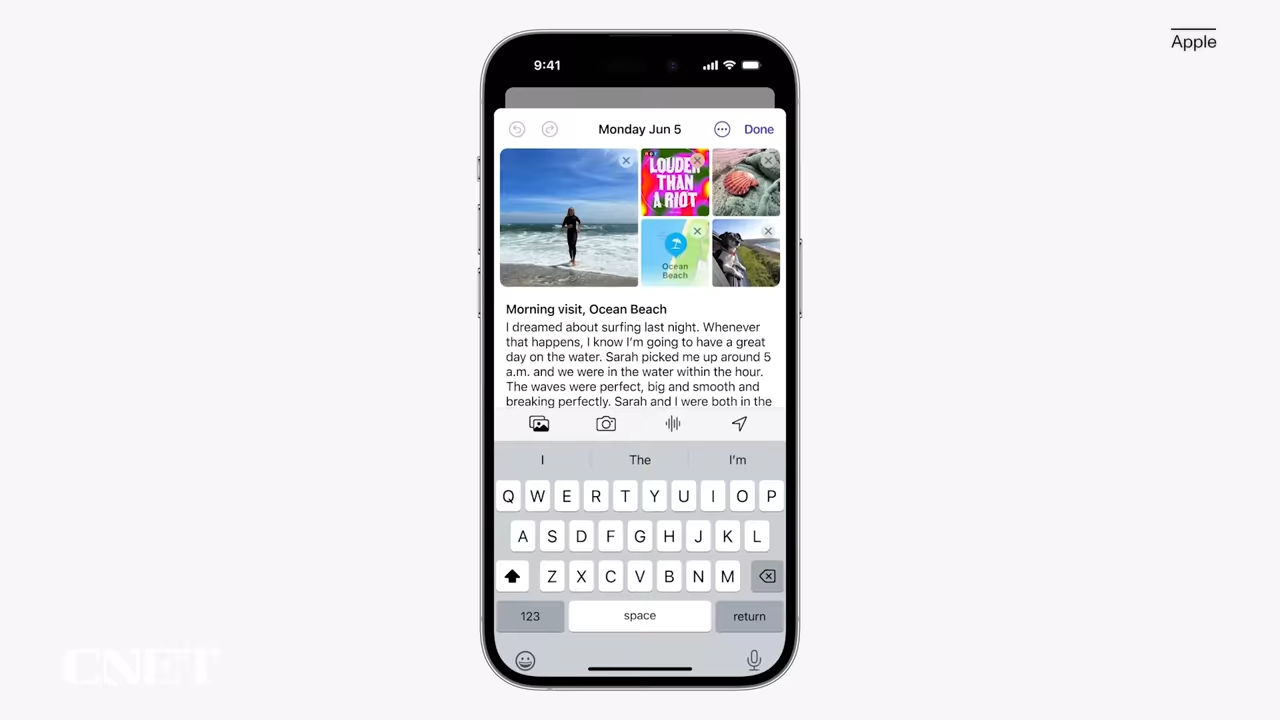 Apple
9:41
Monday Jun 5
Done
LOUDER
THAN
A RIOT
Ocean
Beach
Morning visit, Ocean Beach
I dreamed about surfing last night. Whenever
that happens, I know I'm going to have a great
day on the water. Sarah picked me up around 5
a.m. and we were in the water within the hour.
The waves were perfect, big and smooth and
breaking perfectly. Sarah and I were both in the
I The I'm
Q W E R T Y U I O P
A S D F G H J K L
Z X C V B N M
123 space return
CNET